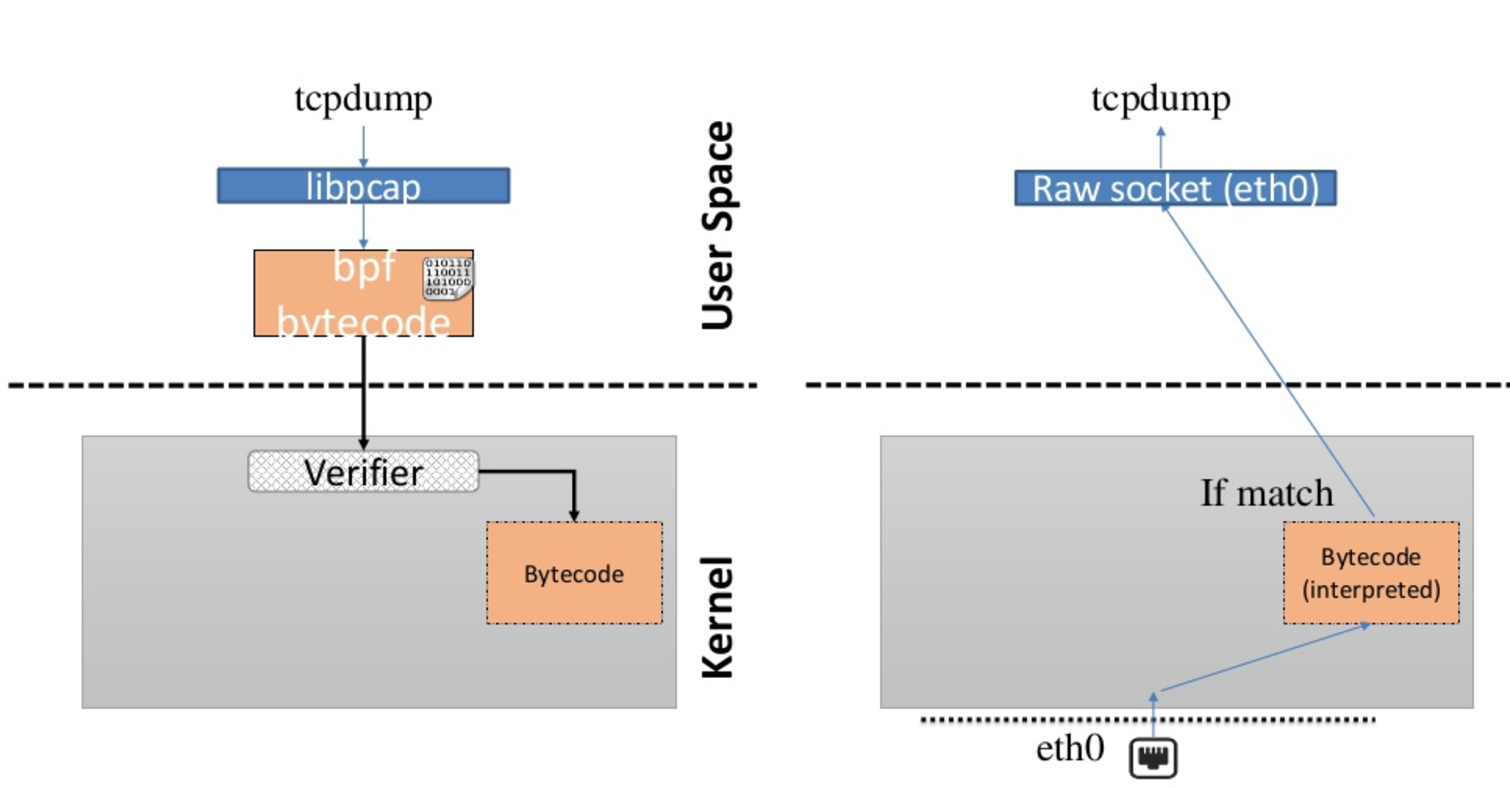 tcpdump
libpcap
bpf
bytecode
010110
110011
101000
0001
User Space
Verifier
Bytecode
Kernel
tcpdump
Raw socket (eth0)
If match
Bytecode
(interpreted)
eth0